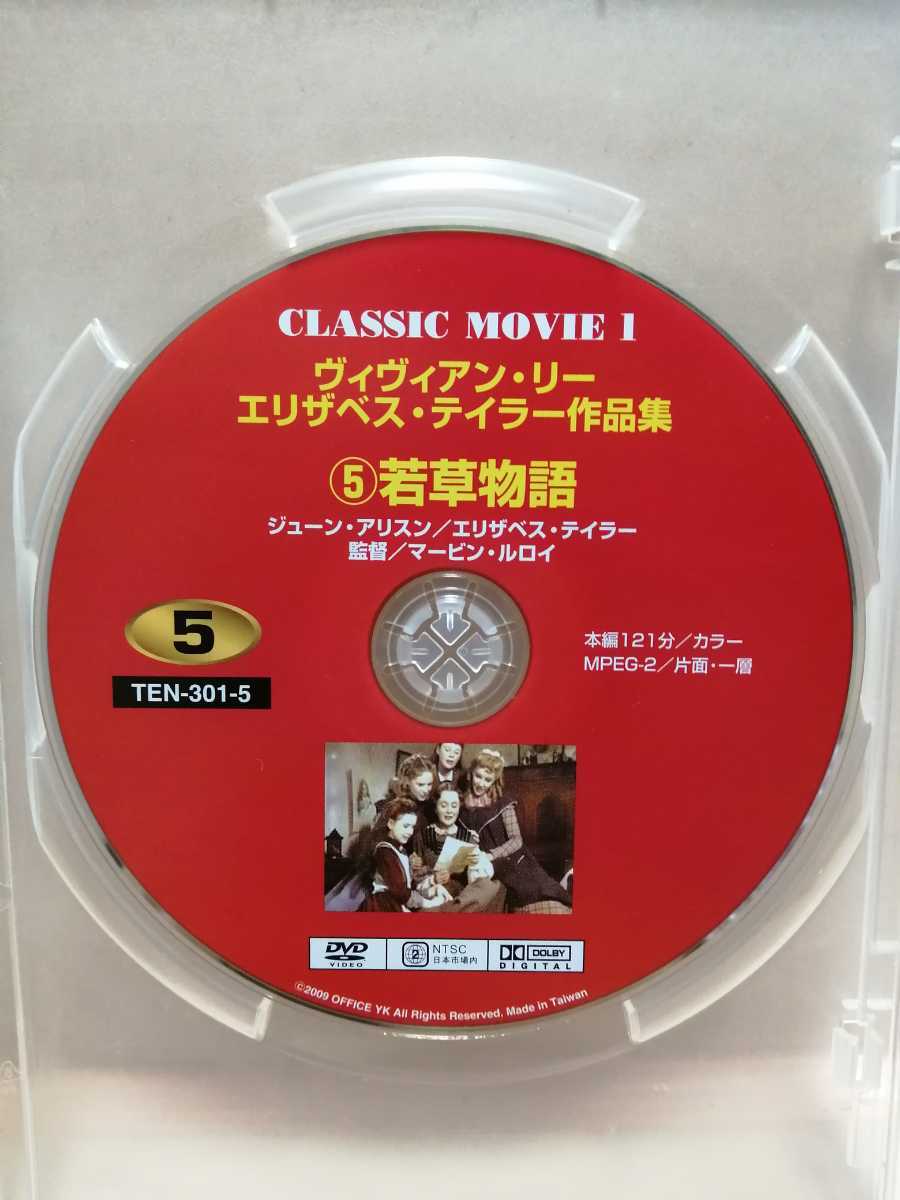 CLASSIC MOVIE 1
ヴィヴィアン・リー
エリザベス・テイラー作品集
⑤若草物語
ジューン・アリスン／エリザベス・テイラー
監督／マービン・ルロイ
5
TEN-301-5
本編121分／カラー
MPEG-2／片面・一層
DVD
VIDEO
2
NTSC
日本市場内
DOLBY
DIGITAL
©2009 OFFICE YK All Rights Reserved. Made in Taiwan